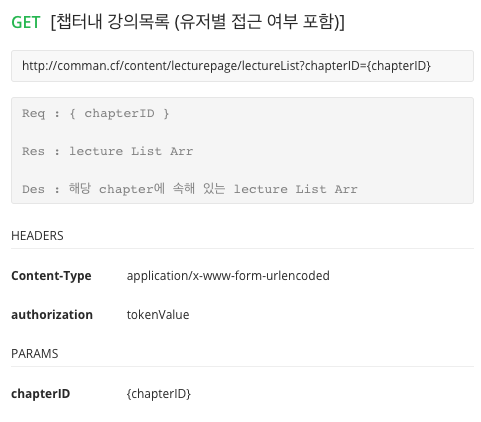 GET [챕터내 강의목록 (유저별 접근 여부 포함)]
http://comman.cf/content/lecturepage/lectureList?chapterID={chapterID}
Req : { chapterID }
Res : lecture List Arr
Des : 해당 chapter에 속해 있는 lecture List Arr
HEADERS
Content-Type application/x-www-form-urlencoded
authorization tokenValue
PARAMS
chapterID {chapterID}